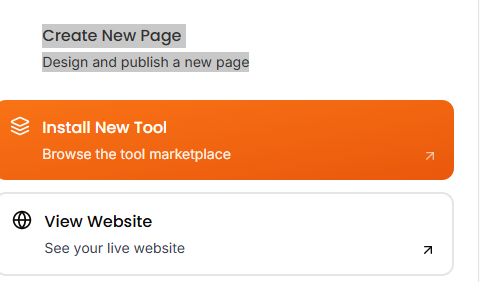 Create New Page
Design and publish a new page
Install New Tool
Browse the tool marketplace
View Website
See your live website